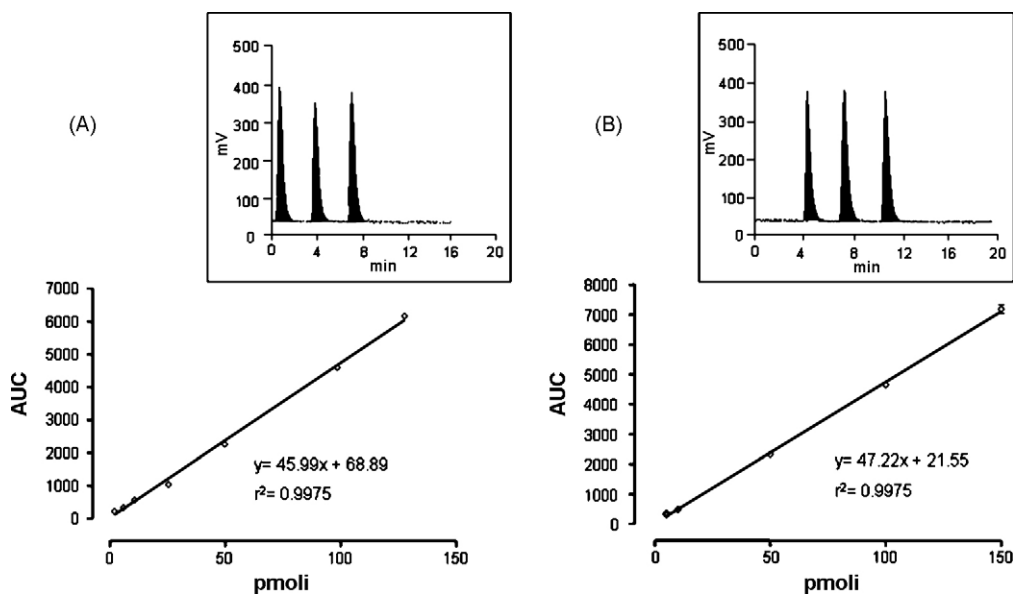 (A)
500
400
300
200
100
0
mV
0 4 8 12 16 20
min
7000
6000
5000
4000
3000
2000
1000
0
AUC
y= 45.99x + 68.89
r²= 0.9975
0 50 100 150
pmoli
(B)
500
400
300
200
100
0
mV
0 4 8 12 16 20
min
8000
7000
6000
5000
4000
3000
2000
1000
0
AUC
y= 47.22x + 21.55
r²= 0.9975
0 50 100 150
pmoli